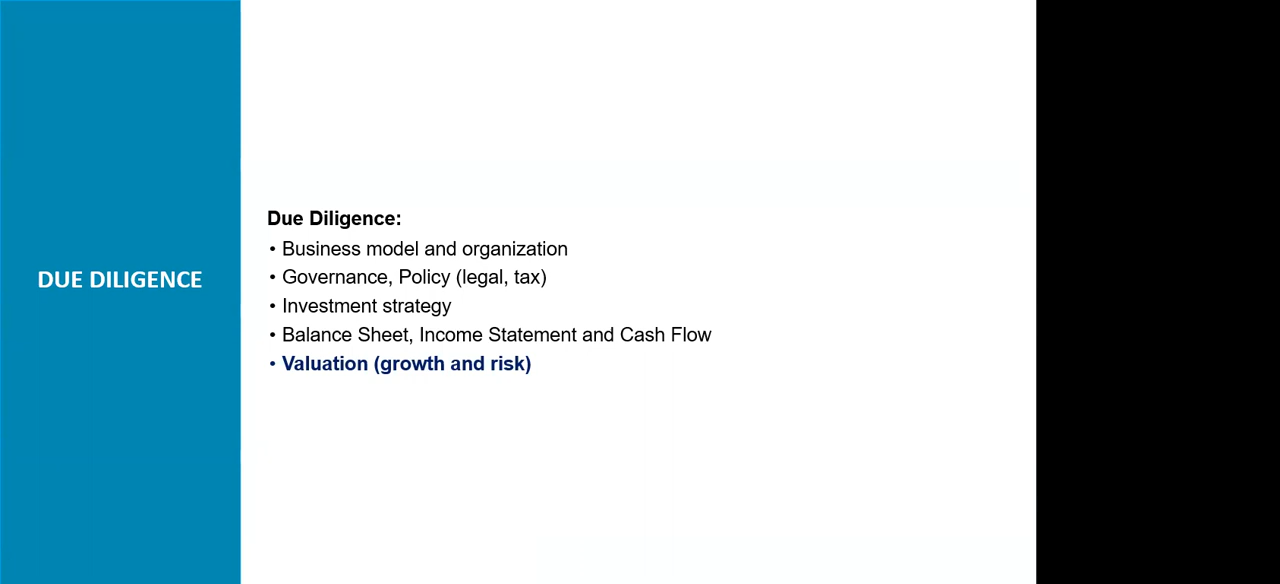 DUE DILIGENCE
Due Diligence:
• Business model and organization
• Governance, Policy (legal, tax)
• Investment strategy
• Balance Sheet, Income Statement and Cash Flow
• Valuation (growth and risk)